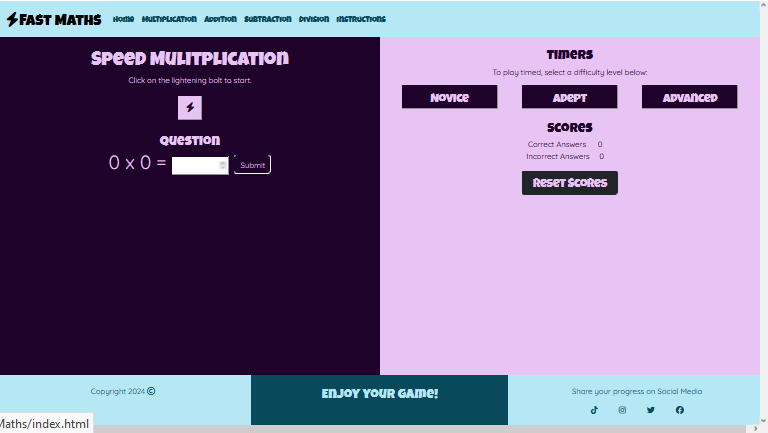 FAST MATHS Home Multiplication Addition Subtraction Division Instructions
Speed Mulitplication
Click on the lightening bolt to start.
Question
0 x 0 = Submit
Timers
To play timed, select a difficulty level below:
Novice Adept Advanced
Scores
Correct Answers 0
Incorrect Answers 0
Reset Scores
Copyright 2024 ©
Enjoy your game!
Share your progress on Social Media
Maths/index.html